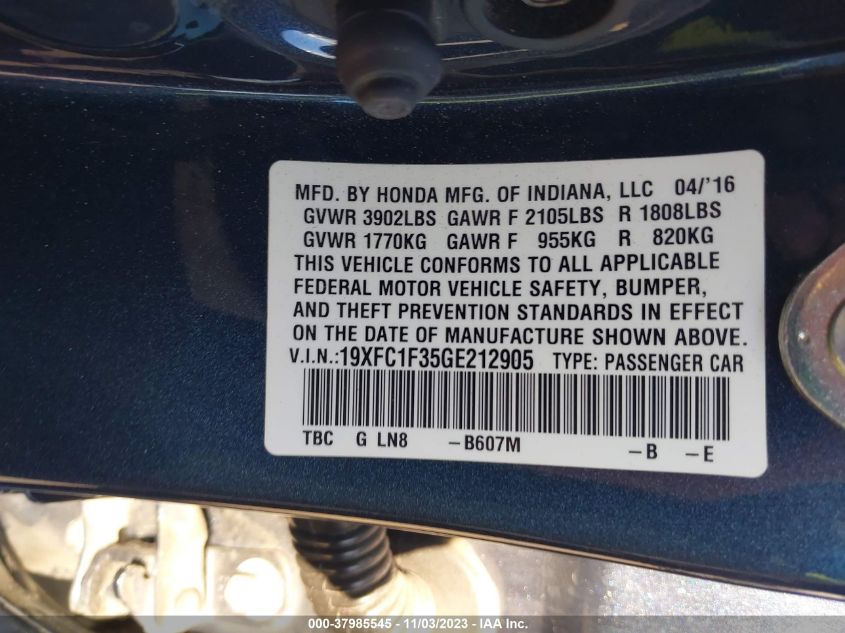 MFD. BY HONDA MFG. OF INDIANA, LLC 04/'16
GVWR 3902LBS GAWR F 2105LBS R 1808LBS
GVWR 1770KG GAWR F 955KG R 820KG
THIS VEHICLE CONFORMS TO ALL APPLICABLE
FEDERAL MOTOR VEHICLE SAFETY, BUMPER,
AND THEFT PREVENTION STANDARDS IN EFFECT
ON THE DATE OF MANUFACTURE SHOWN ABOVE.
V.I.N.:19XFC1F35GE212905 TYPE: PASSENGER CAR
TBC G LN8 -B607M -B -E
000-37985545 - 11/03/2023 - IAAI.COM